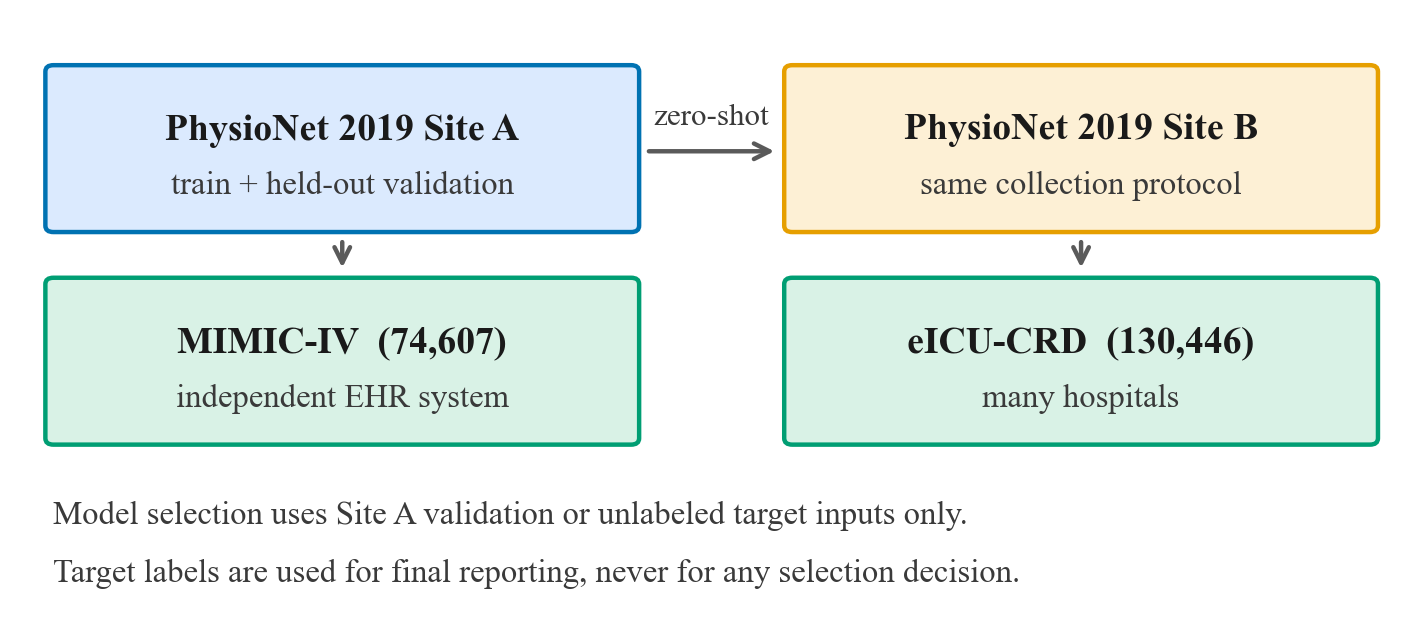 PhysioNet 2019 Site A
train + held-out validation
zero-shot
PhysioNet 2019 Site B
same collection protocol
MIMIC-IV (74,607)
independent EHR system
eICU-CRD (130,446)
many hospitals
Model selection uses Site A validation or unlabeled target inputs only.
Target labels are used for final reporting, never for any selection decision.